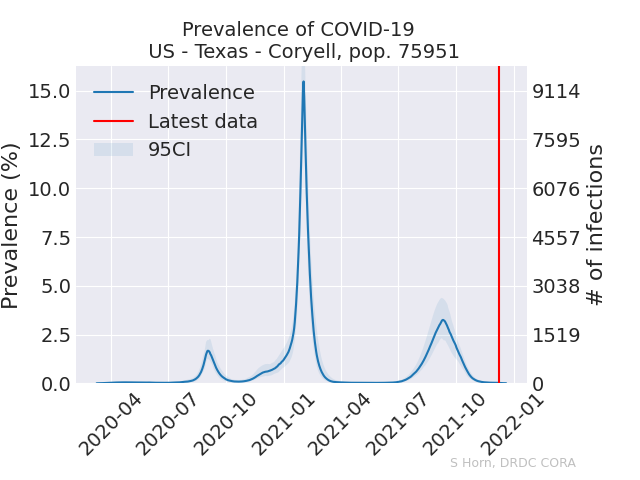 Prevalence of COVID-19
US - Texas - Coryell, pop. 75951
Prevalence (%)
15.0
12.5
10.0
7.5
5.0
2.5
0.0
Prevalence
Latest data
95CI
9114
7595
6076
4557
3038
1519
0
# of infections
2020-04
2020-07
2020-10
2021-01
2021-04
2021-07
2021-10
2022-01
S Horn, DRDC CORA